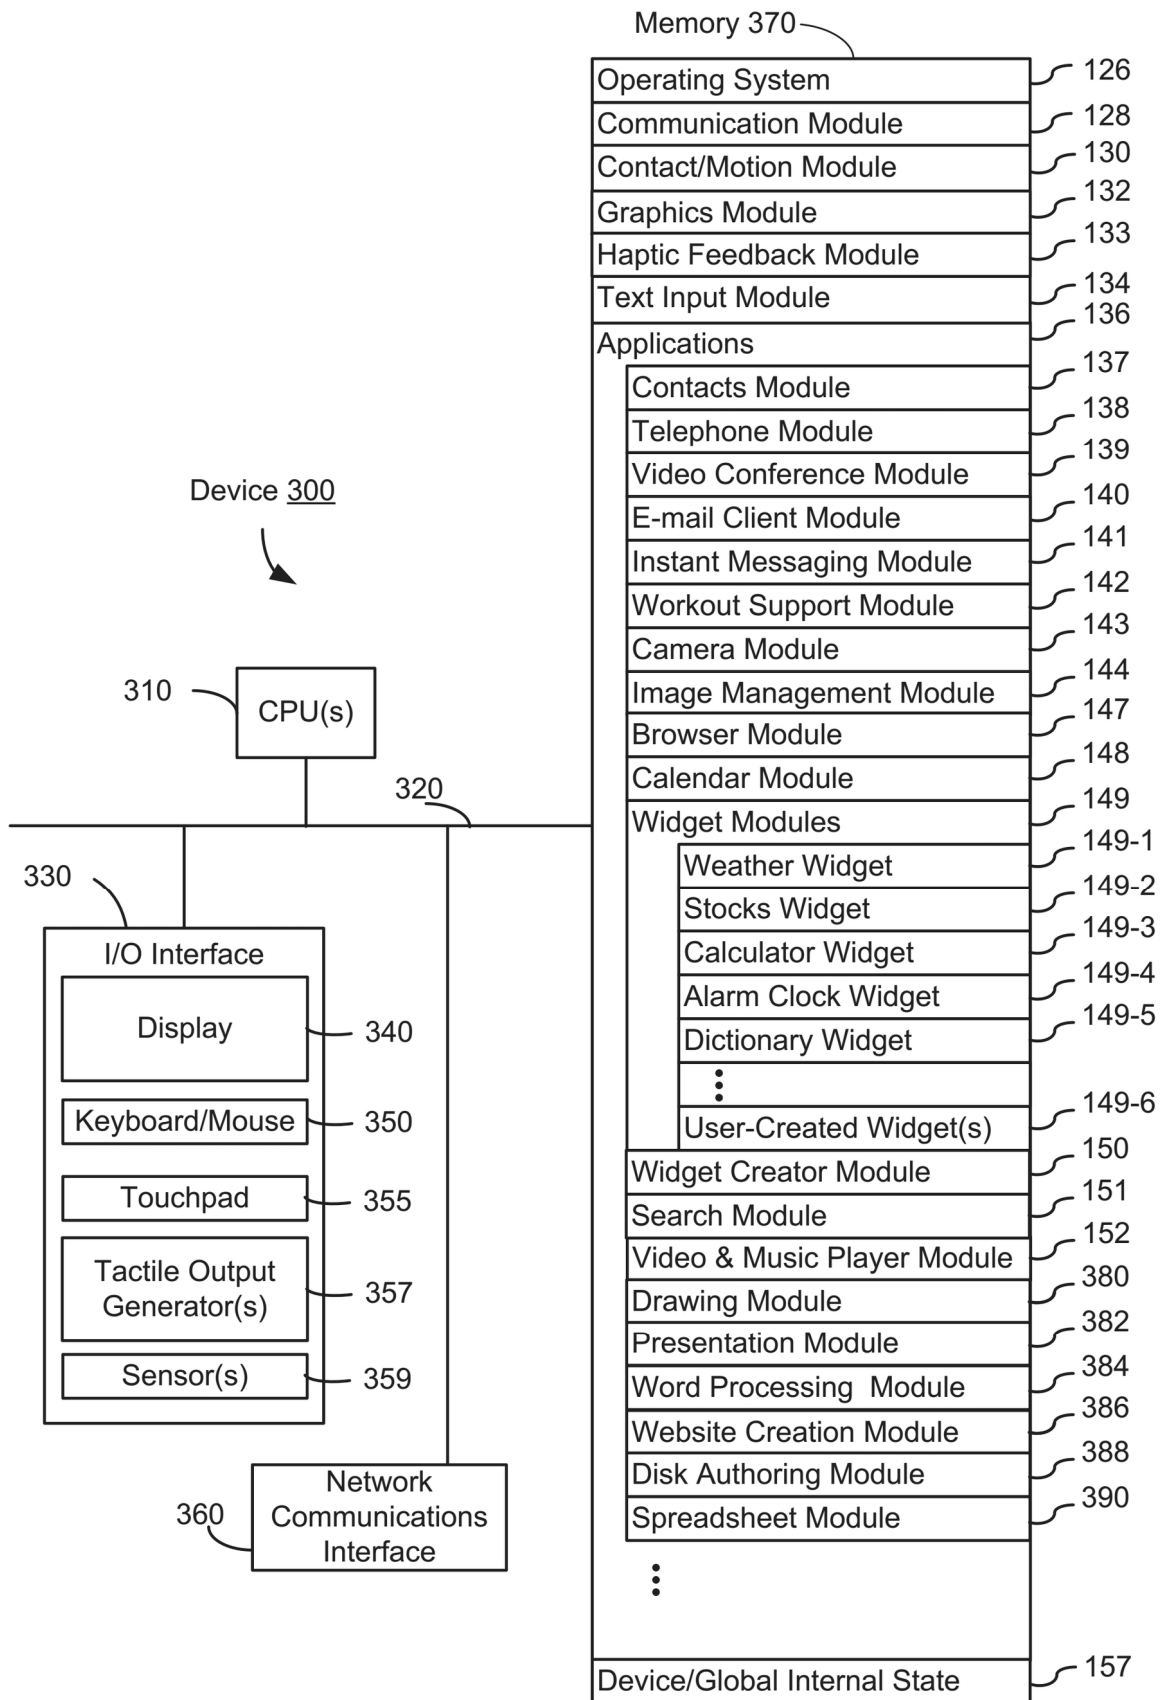 Memory 370
Operating System 126
Communication Module 128
Contact/Motion Module 130
Graphics Module 132
Haptic Feedback Module 133
Text Input Module 134
Applications 136
Contacts Module 137
Telephone Module 138
Video Conference Module 139
E-mail Client Module 140
Instant Messaging Module 141
Workout Support Module 142
Camera Module 143
Image Management Module 144
Browser Module 147
Calendar Module 148
Widget Modules 149
Weather Widget 149-1
Stocks Widget 149-2
Calculator Widget 149-3
Alarm Clock Widget 149-4
Dictionary Widget 149-5
User-Created Widget(s) 149-6
Widget Creator Module 150
Search Module 151
Video & Music Player Module 152
Drawing Module 380
Presentation Module 382
Word Processing Module 384
Website Creation Module 386
Disk Authoring Module 388
Spreadsheet Module 390
Device/Global Internal State 157
Device 300
310
CPU(s)
320
330
I/O Interface
Display 340
Keyboard/Mouse 350
Touchpad 355
Tactile Output
Generator(s) 357
Sensor(s) 359
360
Network
Communications
Interface